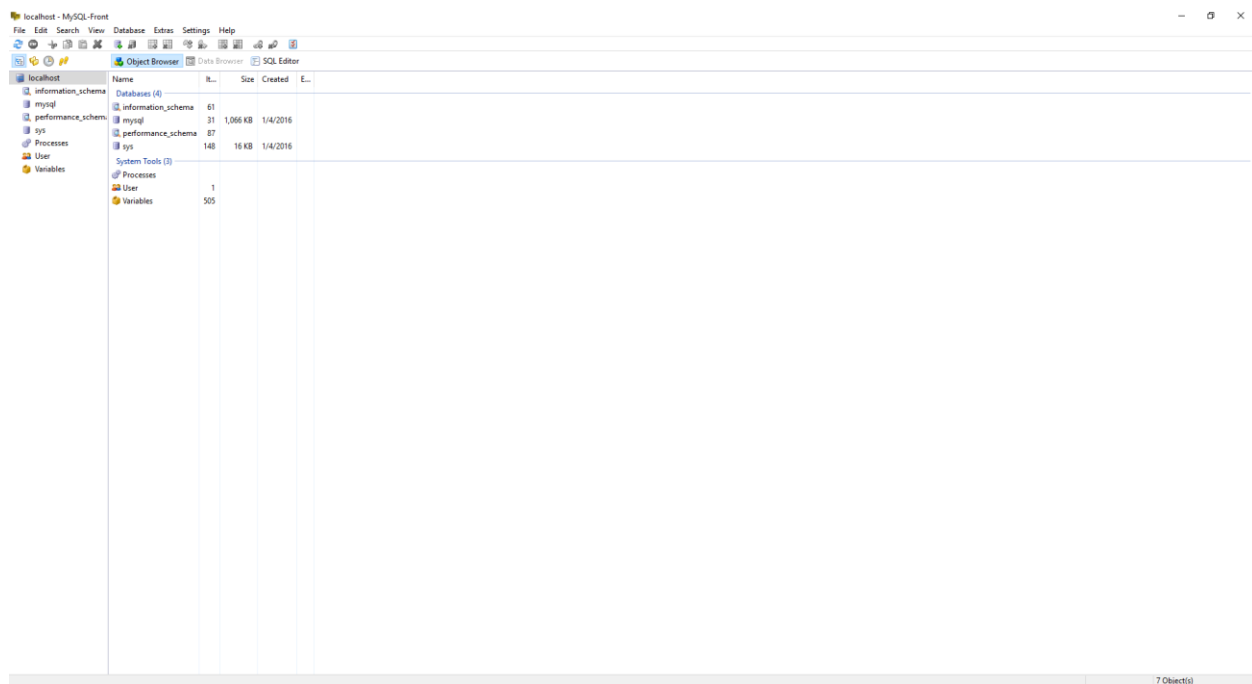 localhost - MySQL-Front
File Edit Search View Database Extras Settings Help
Object Browser Data Browser SQL Editor
localhost
information_schema
mysql
performance_schem
sys
Processes
User
Variables
Name It... Size Created E...
Databases (4)
information_schema 61
mysql 31 1,066 KB 1/4/2016
performance_schema 87
sys 148 16 KB 1/4/2016
System Tools (3)
Processes
User 1
Variables 505
7 Object(s)